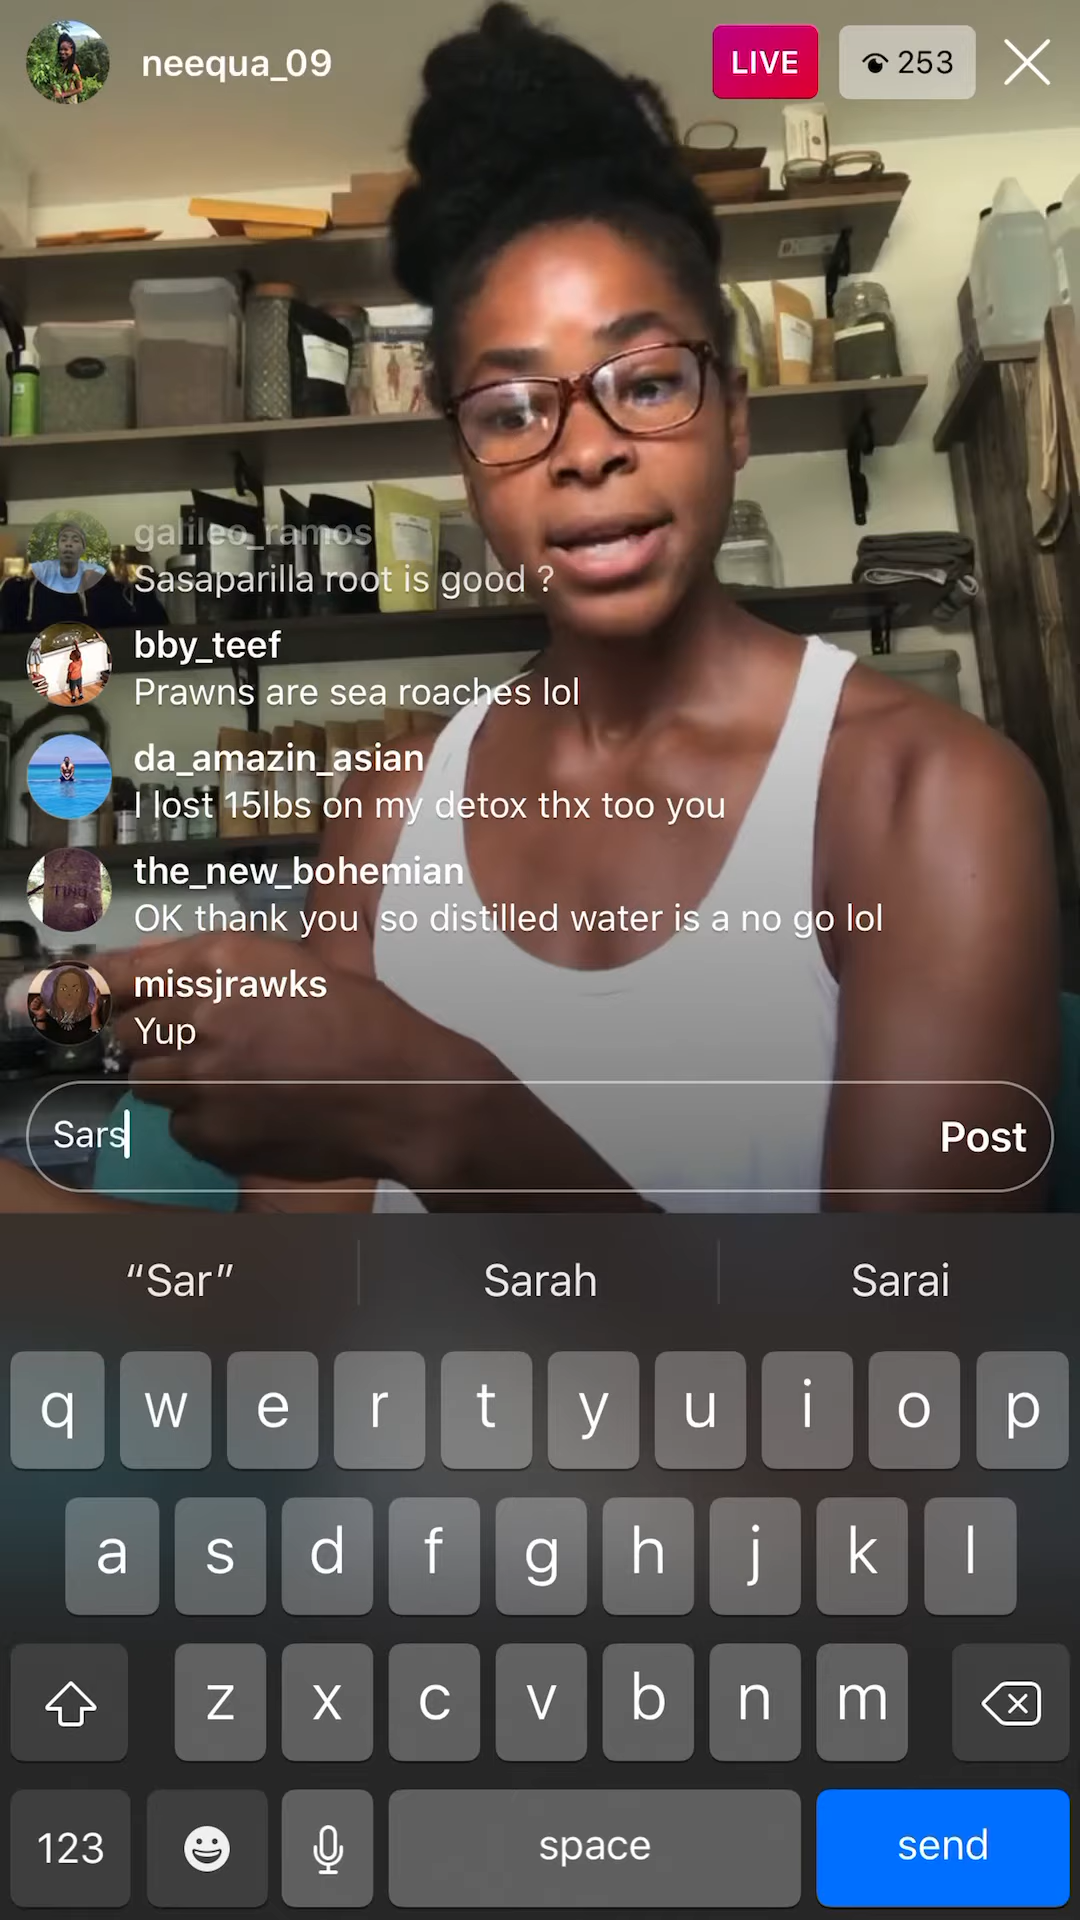 neequa_09
LIVE
253
galileo_ramos
Sasaparilla root is good ?
bby_teef
Prawns are sea roaches lol
da_amazin_asian
I lost 15lbs on my detox thx too you
the_new_bohemian
OK thank you  so distilled water is a no go lol
missjrawks
Yup
Sars
Post
“Sar”
Sarah
Sarai
q w e r t y u i o p
a s d f g h j k l
z x c v b n m
123
space
send